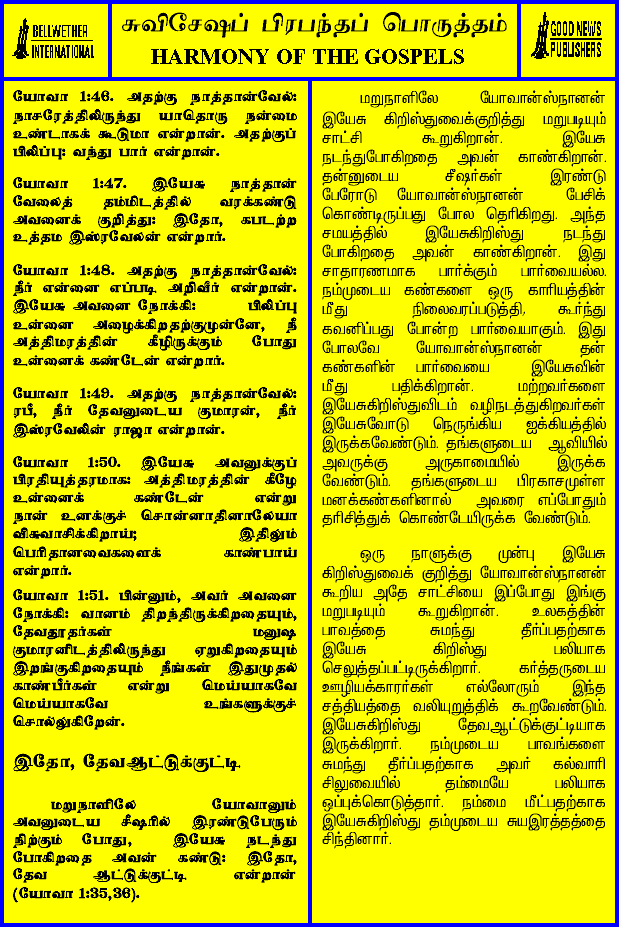 BELLWETHER
INTERNATIONAL
சுவிசேஷப் பிரபந்தப் பொருத்தம்
HARMONY OF THE GOSPELS
GOOD NEWS
PUBLISHERS
யோவா 1:46. அதற்கு நாத்தான்வேல்:
நாசரேத்திலிருந்து யாதொரு நன்மை
உண்டாகக் கூடுமா என்றான். அதற்குப்
பிலிப்பு: வந்து பார் என்றான்.
யோவா 1:47. இயேசு நாத்தான்
வேலைத் தம்மிடத்தில் வரக்கண்டு
அவனைக் குறித்து: இதோ, கபடற்ற
உத்தம இஸ்ரவேலன் என்றார்.
யோவா 1:48. அதற்கு நாத்தான்வேல்:
நீர் என்னை எப்படி அறிவீர் என்றான்.
இயேசு அவனை நோக்கி: பிலிப்பு
உன்னை அழைக்கிறதற்குமுன்னே, நீ
அத்திமரத்தின் கீழிருக்கும் போது
உன்னைக் கண்டேன் என்றார்.
யோவா 1:49. அதற்கு நாத்தான்வேல்:
ரபீ, நீர் தேவனுடைய குமாரன், நீர்
இஸ்ரவேலின் ராஜா என்றான்.
யோவா 1:50. இயேசு அவனுக்குப்
பிரதியுத்தரமாக: அத்திமரத்தின் கீழே
உன்னைக் கண்டேன் என்று
நான் உனக்குச் சொன்னாதினாலேயா
விசுவாசிக்கிறாய்; இதிலும்
பெரிதானவைகளைக் காண்பாய்
என்றார்.
யோவா 1:51. பின்னும், அவர் அவனை
நோக்கி: வானம் திறந்திருக்கிறதையும்,
தேவதூதர்கள் மனுஷ
குமாரனிடத்திலிருந்து ஏறுகிறதையும்
இறங்குகிறதையும் நீங்கள் இதுமுதல்
காண்பீர்கள் என்று மெய்யாகவே
மெய்யாகவே உங்களுக்குச்
சொல்லுகிறேன்.
இதோ, தேவஆட்டுக்குட்டி
மறுநாளிலே யோவானும்
அவனுடைய சீஷரில் இரண்டுபேரும்
நிற்கும் போது, இயேசு நடந்து
போகிறதை அவன் கண்டு: இதோ,
தேவ ஆட்டுக்குட்டி என்றான்
(யோவா 1:35,36).
மறுநாளிலே யோவான்ஸ்நானன்
இயேசு கிறிஸ்துவைக்குறித்து மறுபடியும்
சாட்சி கூறுகிறான். இயேசு
நடந்துபோகிறதை அவன் காண்கிறான்.
தன்னுடைய சீஷர்கள் இரண்டு
பேரோடு யோவான்ஸ்நானன் பேசிக்
கொண்டிருப்பது போல தெரிகிறது. அந்த
சமயத்தில் இயேசுகிறிஸ்து நடந்து
போகிறதை அவன் காண்கிறான். இது
சாதாரணமாக பார்க்கும் பார்வையல்ல.
நம்முடைய கண்களை ஒரு காரியத்தின்
மீது நிலைவரப்படுத்தி, கூர்ந்து
கவனிப்பது போன்ற பார்வையாகும். இது
போலவே யோவான்ஸ்நானன் தன்
கண்களின் பார்வையை இயேசுவின்
மீது பதிக்கிறான். மற்றவர்களை
இயேசுகிறிஸ்துவிடம் வழிநடத்துகிறவர்கள்
இயேசுவோடு நெருங்கிய ஐக்கியத்தில்
இருக்கவேண்டும். தங்களுடைய ஆவியில்
அவருக்கு அருகாமையில் இருக்க
வேண்டும். தங்களுடைய பிரகாசமுள்ள
மனக்கண்களினால் அவரை எப்போதும்
தரிசித்துக் கொண்டேயிருக்க வேண்டும்.
ஒரு நாளுக்கு முன்பு இயேசு
கிறிஸ்துவைக் குறித்து யோவான்ஸ்நானன்
கூறிய அதே சாட்சியை இப்போது இங்கு
மறுபடியும் கூறுகிறான். உலகத்தின்
பாவத்தை சுமந்து தீர்ப்பதற்காக
இயேசு கிறிஸ்து பலியாக
செலுத்தப்பட்டிருக்கிறார். கர்த்தருடைய
ஊழியக்காரர்கள் எல்லோரும் இந்த
சத்தியத்தை வலியுறுத்திக் கூறவேண்டும்.
இயேசுகிறிஸ்து தேவஆட்டுக்குட்டியாக
இருக்கிறார். நம்முடைய பாவங்களை
சுமந்து தீர்ப்பதற்காக அவர் கல்வாரி
சிலுவையில் தம்மையே பலியாக
ஒப்புக்கொடுத்தார். நம்மை மீட்பதற்காக
இயேசுகிறிஸ்து தம்முடைய சுயஇரத்தத்தை
சிந்தினார்.